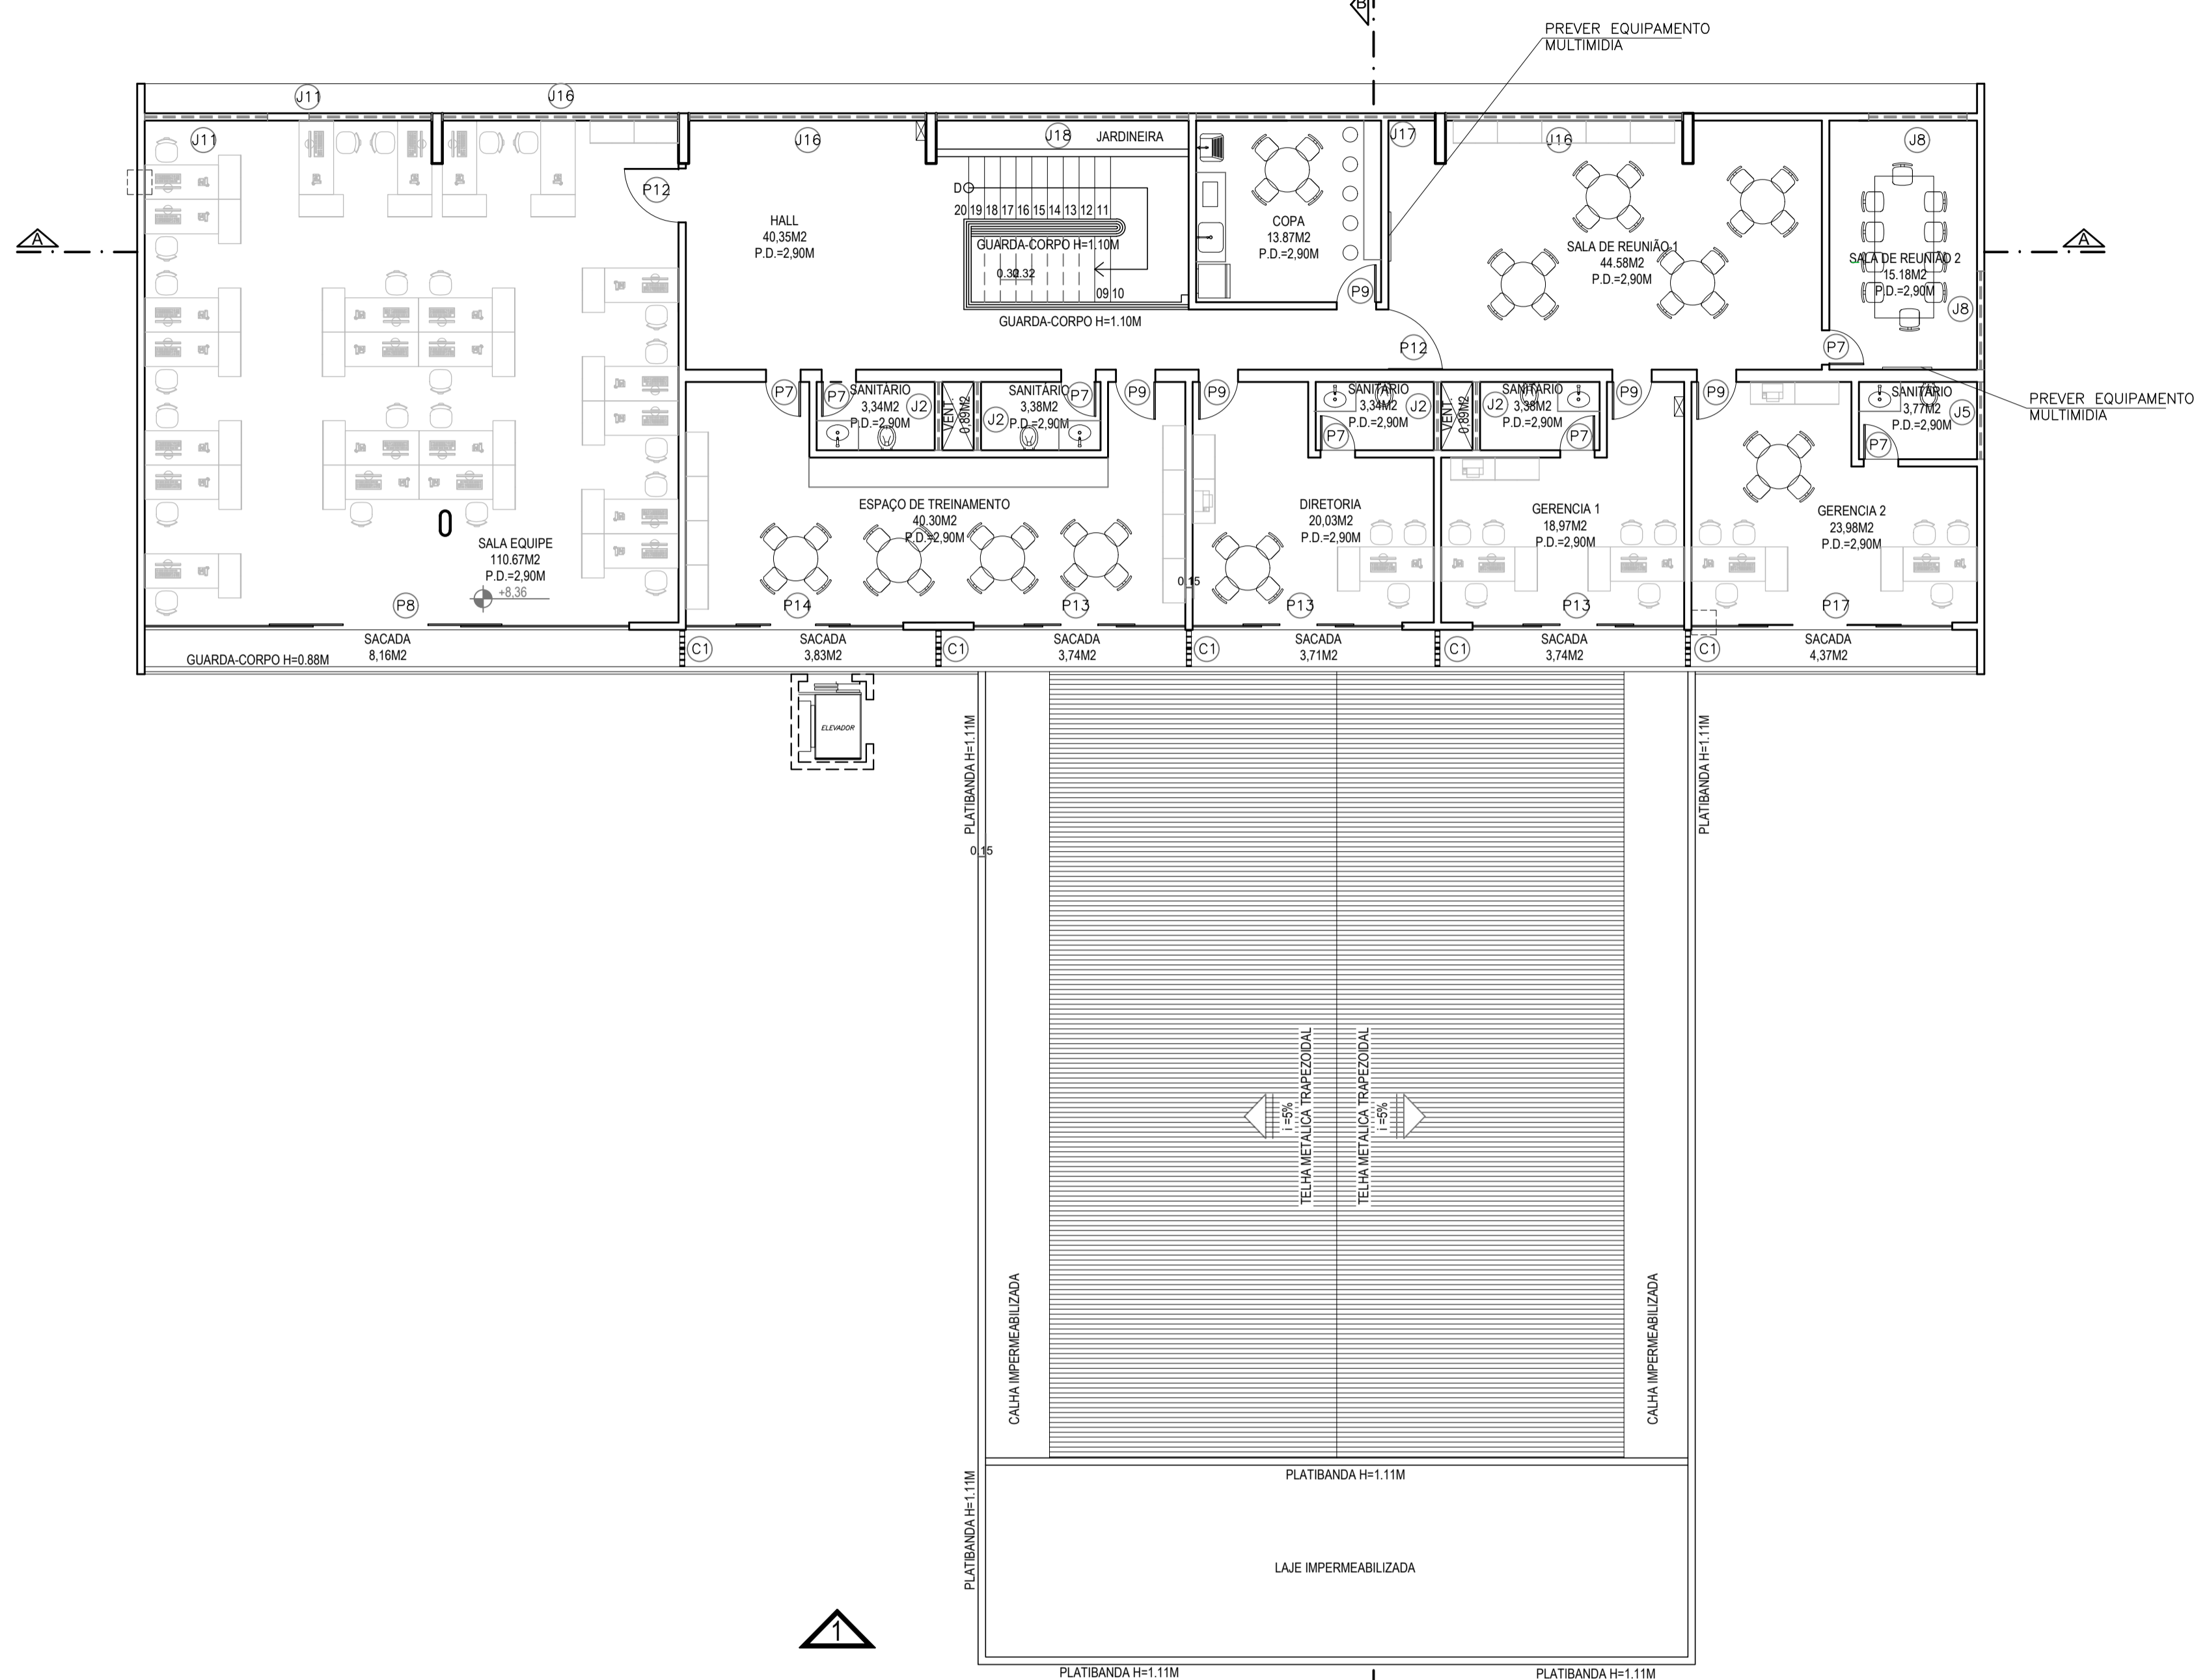 B
PREVER EQUIPAMENTO
MULTIMIDIA
J11
J16
J11
J16
J18
JARDINEIRA
J17
J16
J8
P12
D
20 19 18 17 16 15 14 13 12 11
HALL
40,35M2
P.D.=2,90M
GUARDA-CORPO H=1.10M
0.32
0.32
09
10
GUARDA-CORPO H=1.10M
COPA
13.87M2
P.D.=2,90M
P9
SALA DE REUNIÃO 1
44.58M2
P.D.=2,90M
SALA DE REUNIÃO 2
15.18M2
P.D.=2,90M
J8
A
A
P12
P7
PREVER EQUIPAMENTO
MULTIMIDIA
P7
P7
SANITÁRIO
3,34M2
P.D.=2,90M
J2
VENT.
0.89M2
J2
SANITÁRIO
3,38M2
P.D.=2,90M
P7
P9
P9
SANITÁRIO
3,34M2
P.D.=2,90M
P7
J2
VENT.
0.89M2
J2
SANITÁRIO
3,38M2
P.D.=2,90M
P7
P9
P9
SANITÁRIO
3,77M2
P.D.=2,90M
J5
P7
SALA EQUIPE
110.67M2
P.D.=2,90M
+8,36
P8
ESPAÇO DE TREINAMENTO
40.30M2
P.D.=2,90M
P14
P13
0.15
DIRETORIA
20,03M2
P.D.=2,90M
P13
GERENCIA 1
18,97M2
P.D.=2,90M
P13
GERENCIA 2
23,98M2
P.D.=2,90M
P17
GUARDA-CORPO H=0.88M
SACADA
8,16M2
C1
SACADA
3,83M2
C1
SACADA
3,74M2
C1
SACADA
3,71M2
C1
SACADA
3,74M2
C1
SACADA
4,37M2
ELEVADOR
PLATIBANDA H=1.11M
PLATIBANDA H=1.11M
0.15
TELHA METALICA TRAPEZOIDAL
TELHA METALICA TRAPEZOIDAL
i =5%
i =5%
CALHA IMPERMEABILIZADA
CALHA IMPERMEABILIZADA
PLATIBANDA H=1.11M
PLATIBANDA H=1.11M
LAJE IMPERMEABILIZADA
1
PLATIBANDA H=1.11M
PLATIBANDA H=1.11M